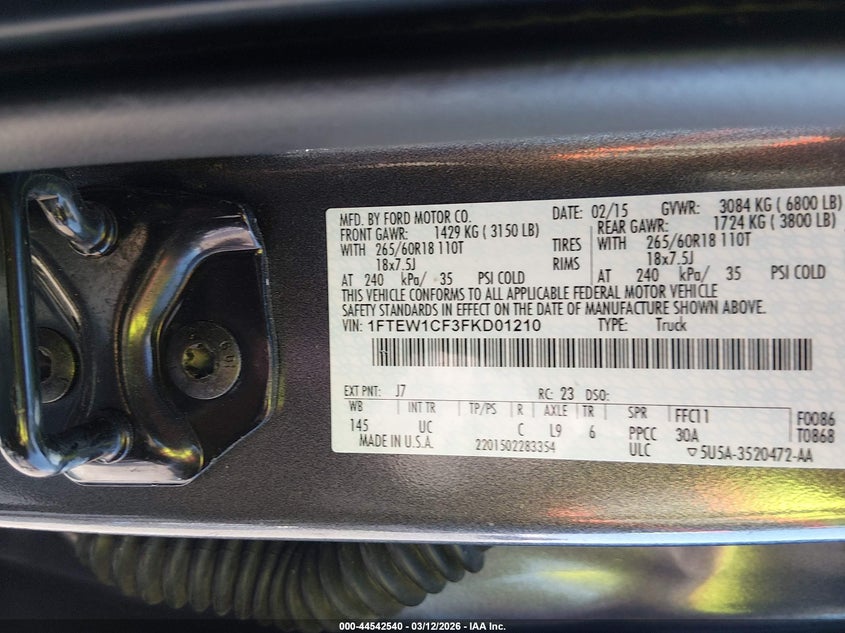 MFD. BY FORD MOTOR CO. DATE: 02/15 GVWR: 3084 KG ( 6800 LB)
FRONT GAWR: 1429 KG ( 3150 LB) REAR GAWR: 1724 KG ( 3800 LB)
WITH 265/60R18 110T TIRES WITH 265/60R18 110T
18x7.5J RIMS 18x7.5J
AT 240 kPa/ 35 PSI COLD AT 240 kPa/ 35 PSI COLD
THIS VEHICLE CONFORMS TO ALL APPLICABLE FEDERAL MOTOR VEHICLE
SAFETY STANDARDS IN EFFECT ON THE DATE OF MANUFACTURE SHOWN ABOVE.
VIN: 1FTEW1CF3FKD01210 TYPE: Truck
EXT PNT: J7 RC: 23 DSO:
WB INT TR TP/PS R AXLE TR SPR FFC11 F0086
145 UC C L9 6 PPCC 30A T0868
MADE IN U.S.A. 2201502283354 ULC 5U5A-3520472-AA
000-44542540 — 03/12/2026 — IAA Inc.